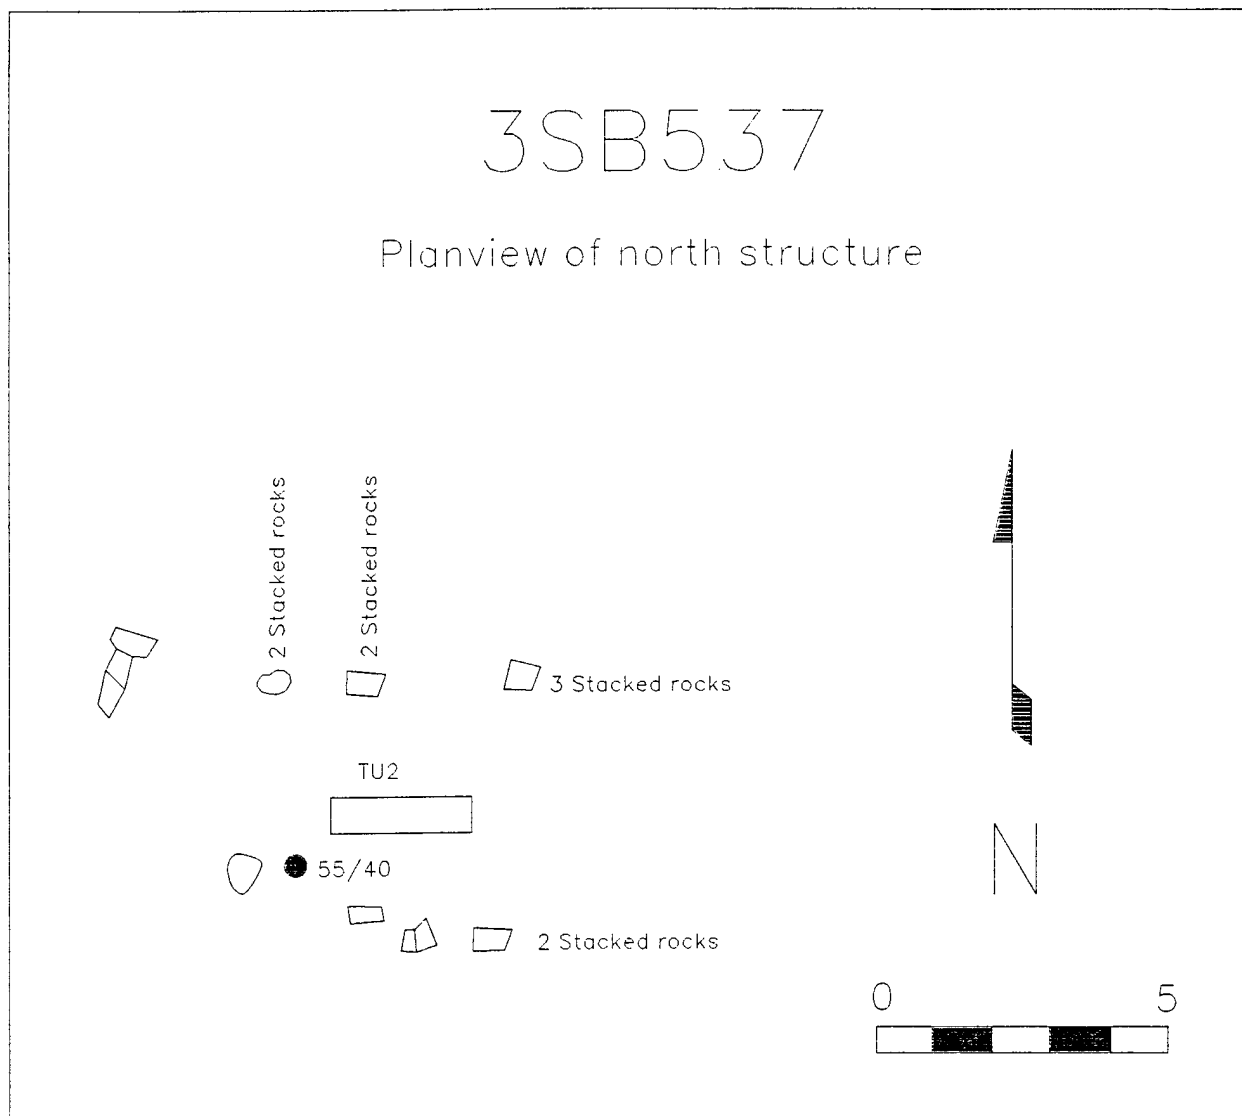 3SB537
Planview of north structure
2 Stacked rocks
2 Stacked rocks
3 Stacked rocks
TU2
55/40
2 Stacked rocks
N
0 5